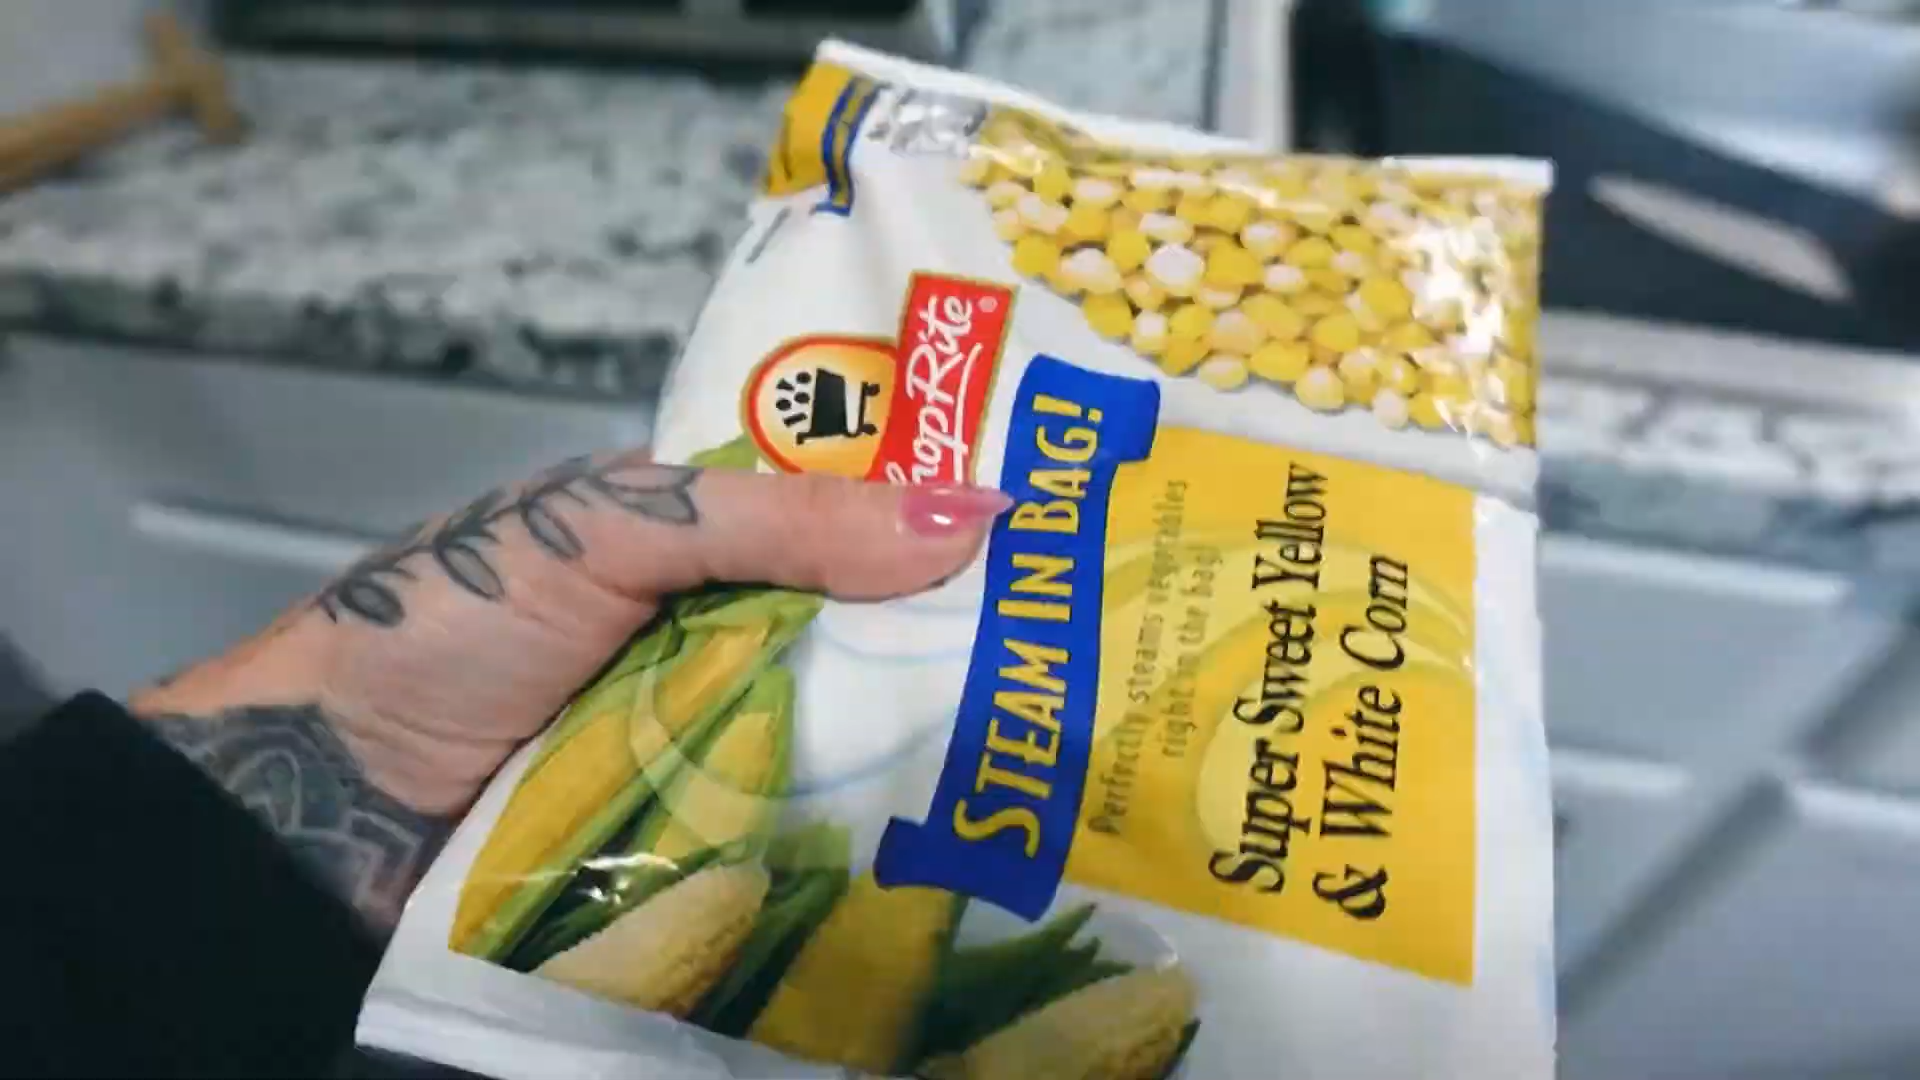 ShopRite®
STEAM IN BAG!
Perfectly steams vegetables
right in the bag!
Super Sweet Yellow
& White Corn